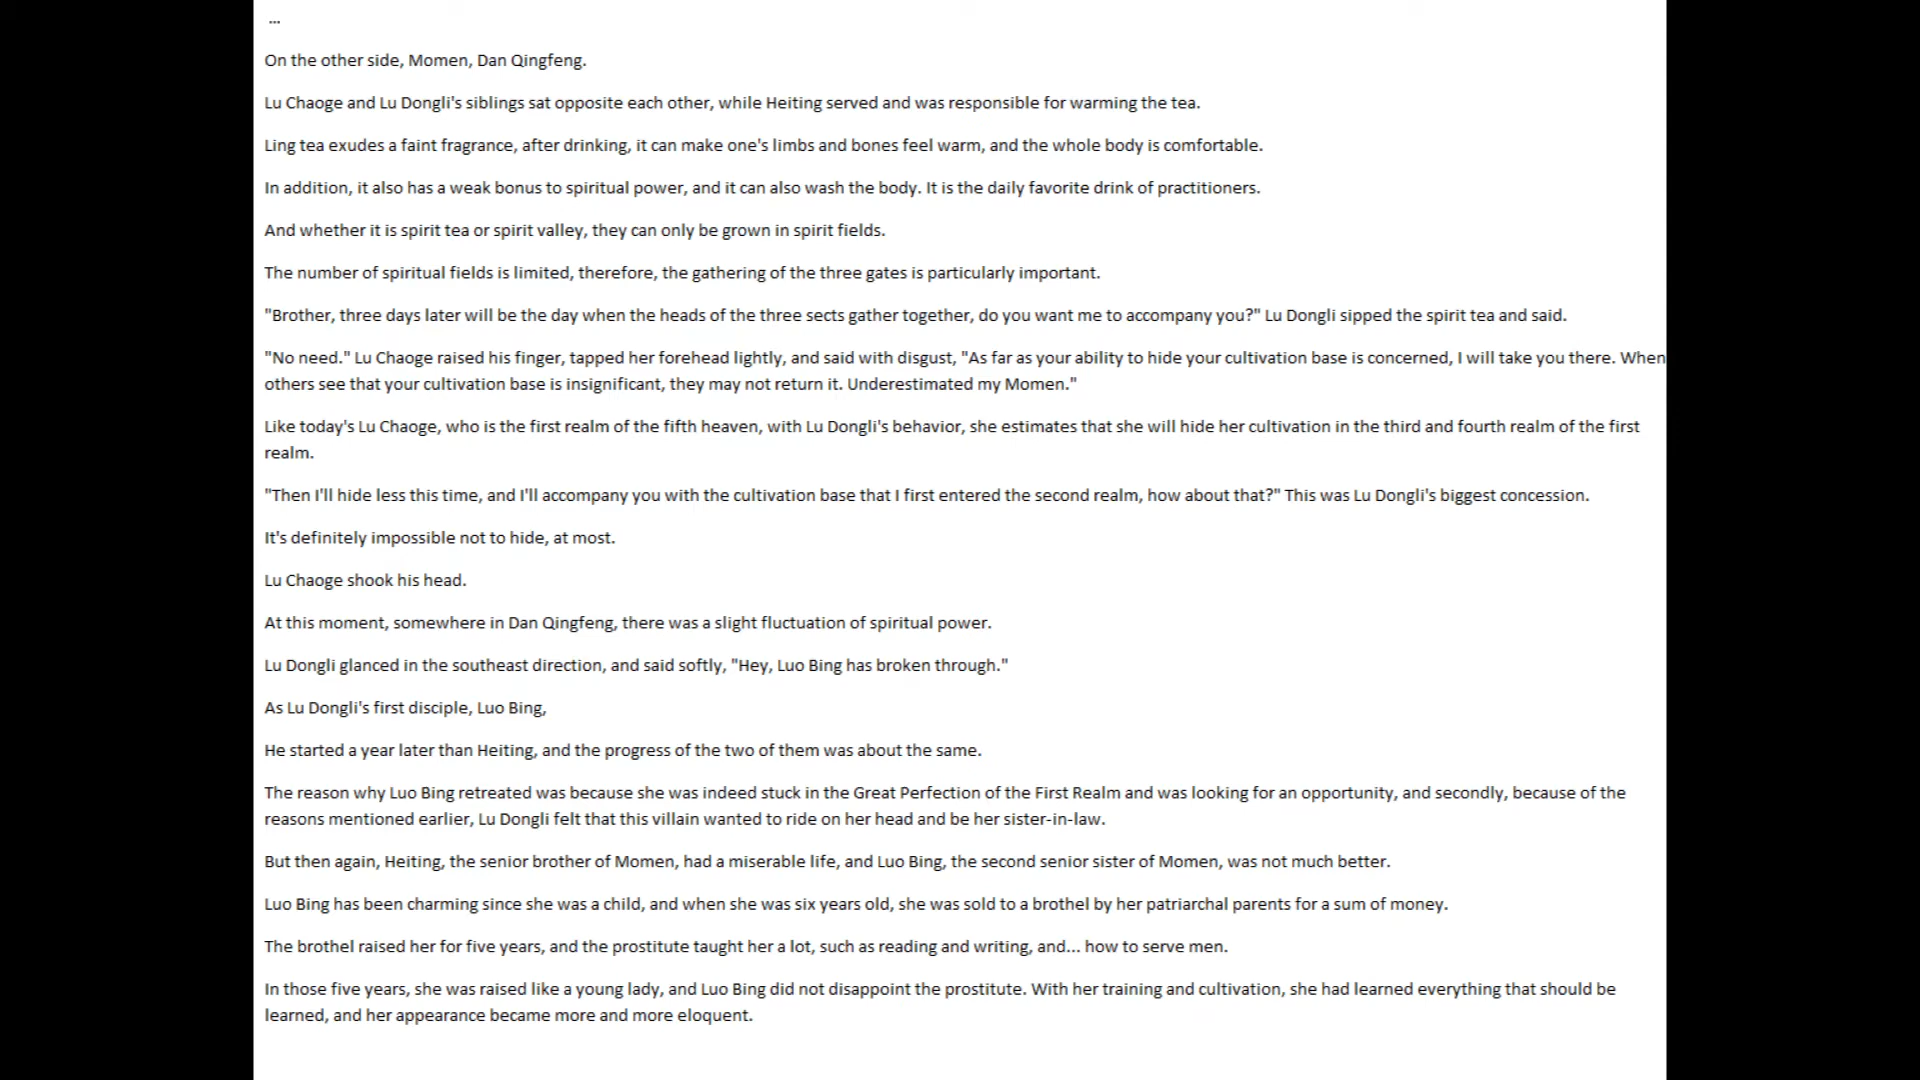 ...
On the other side, Momen, Dan Qingfeng.
Lu Chaoge and Lu Dongli's siblings sat opposite each other, while Heiting served and was responsible for warming the tea.
Ling tea exudes a faint fragrance, after drinking, it can make one's limbs and bones feel warm, and the whole body is comfortable.
In addition, it also has a weak bonus to spiritual power, and it can also wash the body. It is the daily favorite drink of practitioners.
And whether it is spirit tea or spirit valley, they can only be grown in spirit fields.
The number of spiritual fields is limited, therefore, the gathering of the three gates is particularly important.
"Brother, three days later will be the day when the heads of the three sects gather together, do you want me to accompany you?" Lu Dongli sipped the spirit tea and said.
"No need." Lu Chaoge raised his finger, tapped her forehead lightly, and said with disgust, "As far as your ability to hide your cultivation base is concerned, I will take you there. When
others see that your cultivation base is insignificant, they may not return it. Underestimated my Momen."
Like today's Lu Chaoge, who is the first realm of the fifth heaven, with Lu Dongli's behavior, she estimates that she will hide her cultivation in the third and fourth realm of the first
realm.
"Then I'll hide less this time, and I'll accompany you with the cultivation base that I first entered the second realm, how about that?" This was Lu Dongli's biggest concession.
It's definitely impossible not to hide, at most.
Lu Chaoge shook his head.
At this moment, somewhere in Dan Qingfeng, there was a slight fluctuation of spiritual power.
Lu Dongli glanced in the southeast direction, and said softly, "Hey, Luo Bing has broken through."
As Lu Dongli's first disciple, Luo Bing,
He started a year later than Heiting, and the progress of the two of them was about the same.
The reason why Luo Bing retreated was because she was indeed stuck in the Great Perfection of the First Realm and was looking for an opportunity, and secondly, because of the
reasons mentioned earlier, Lu Dongli felt that this villain wanted to ride on her head and be her sister-in-law.
But then again, Heiting, the senior brother of Momen, had a miserable life, and Luo Bing, the second senior sister of Momen, was not much better.
Luo Bing has been charming since she was a child, and when she was six years old, she was sold to a brothel by her patriarchal parents for a sum of money.
The brothel raised her for five years, and the prostitute taught her a lot, such as reading and writing, and... how to serve men.
In those five years, she was raised like a young lady, and Luo Bing did not disappoint the prostitute. With her training and cultivation, she had learned everything that should be
learned, and her appearance became more and more eloquent.